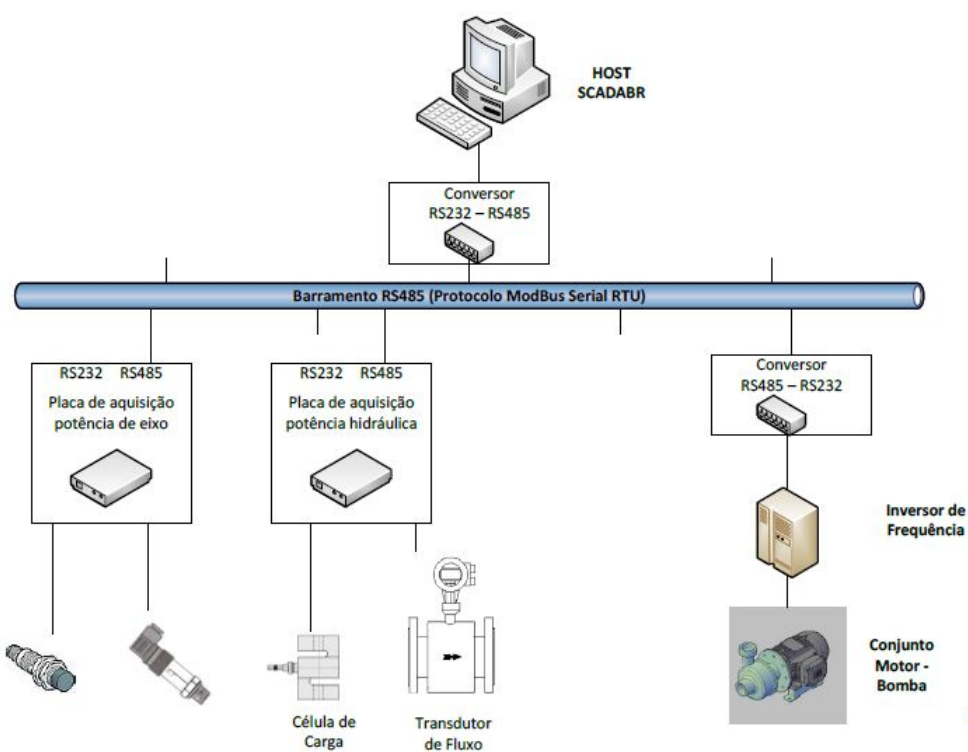 HOST
SCADABR
Conversor
RS232 – RS485
Barramento RS485 (Protocolo ModBus Serial RTU)
RS232 RS485
Placa de aquisição
potência de eixo
RS232 RS485
Placa de aquisição
potência hidráulica
Conversor
RS485 – RS232
Inversor de
Frequência
Conjunto
Motor -
Bomba
Célula de
Carga
Transdutor
de Fluxo